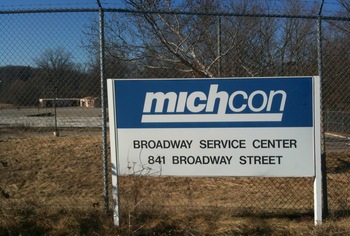 michcon
BROADWAY SERVICE CENTER
841 BROADWAY STREET